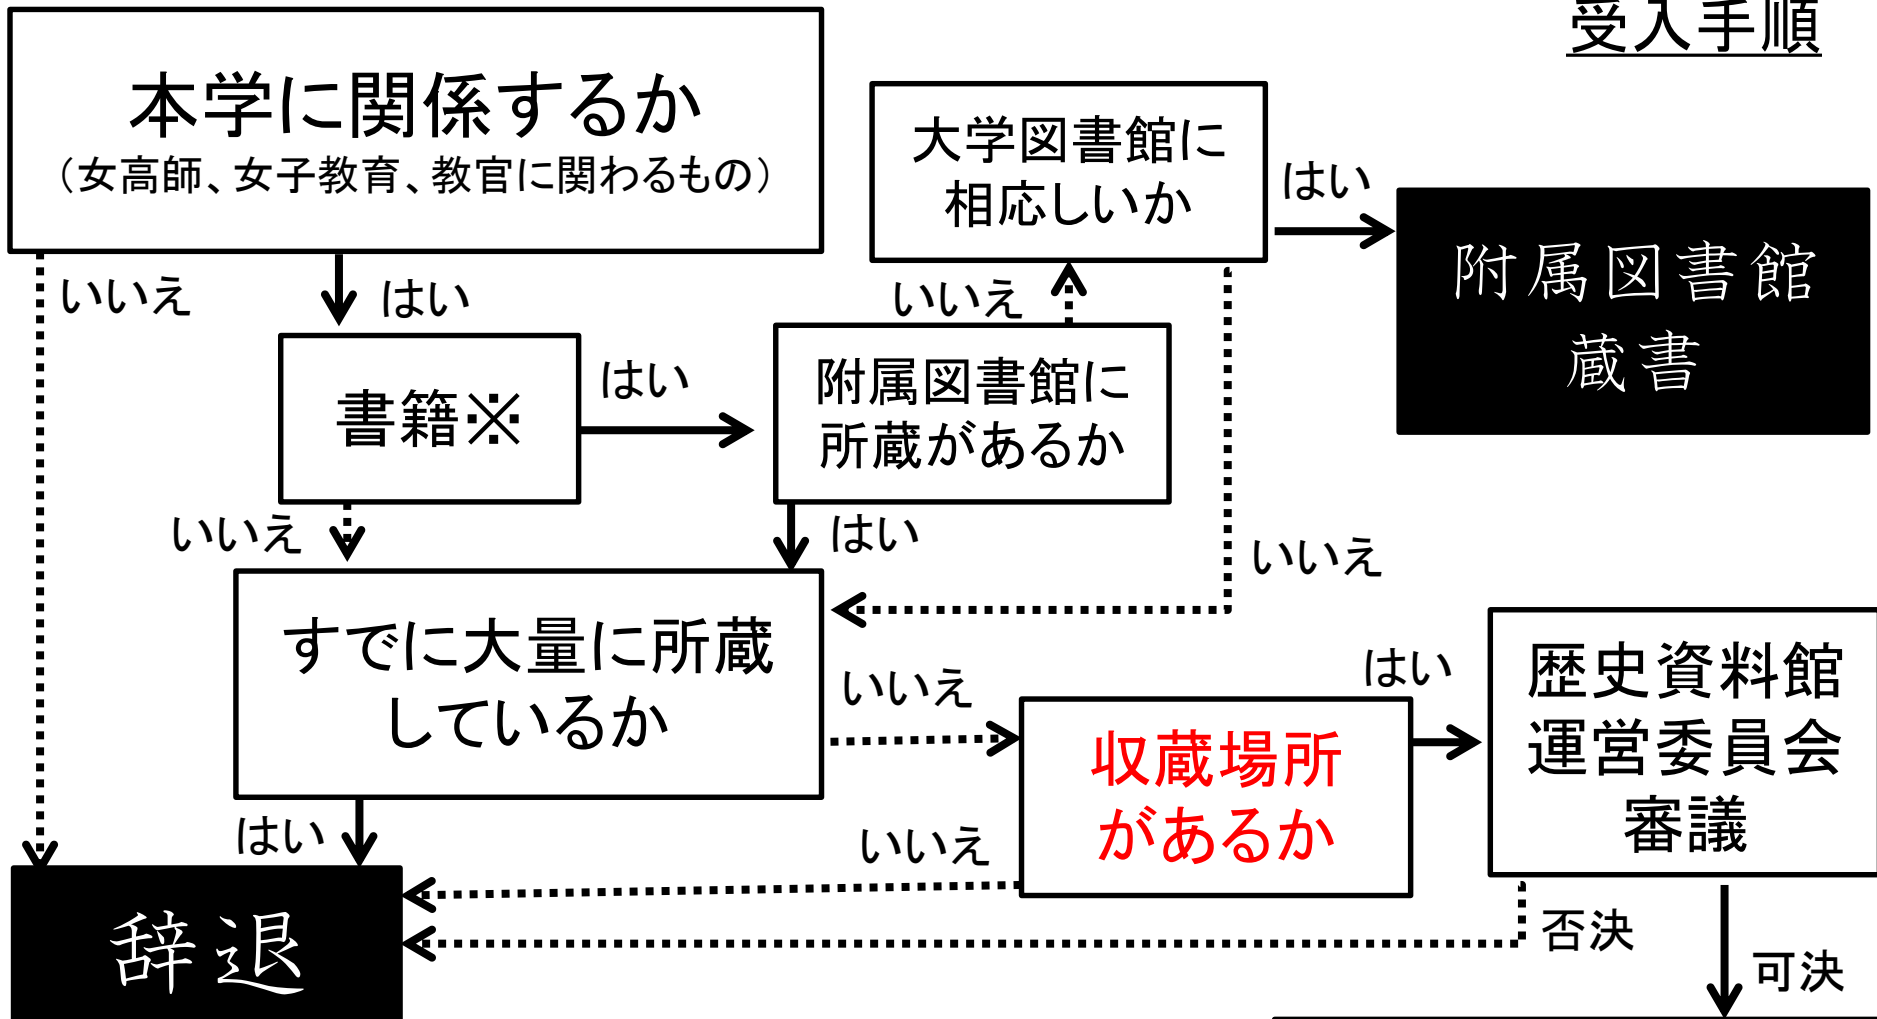 受入手順
本学に関係するか
（女高師、女子教育、教官に関わるもの）
いいえ
はい
書籍※
はい
いいえ
附属図書館に
所蔵があるか
いいえ
はい
大学図書館に
相応しいか
はい
いいえ
附属図書館
蔵書
すでに大量に所蔵
しているか
いいえ
はい
収蔵場所
があるか
はい
いいえ
歴史資料館
運営委員会
審議
否決
可決
辞退